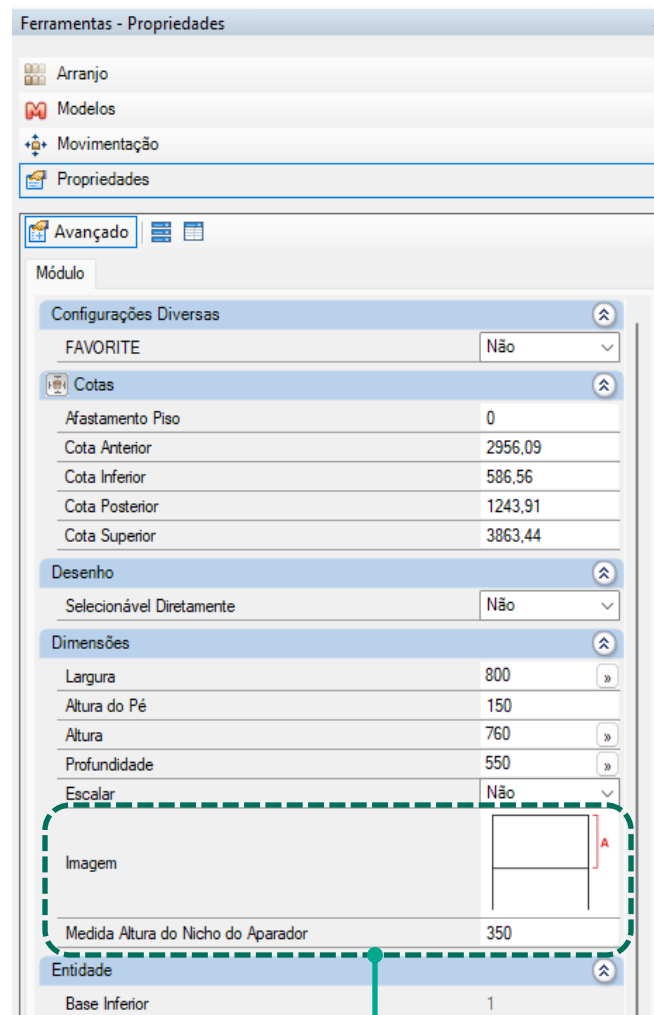 Ferramentas - Propriedades
Arranjo
Modelos
Movimentação
Propriedades
Avançado
Módulo
Configurações Diversas
FAVORITE Não
Cotas
Afastamento Piso 0
Cota Anterior 2956,09
Cota Inferior 586,56
Cota Posterior 1243,91
Cota Superior 3863,44
Desenho
Selecionável Diretamente Não
Dimensões
Largura 800 »
Altura do Pé 150
Altura 760 »
Profundidade 550 »
Escalar Não
Imagem A
Medida Altura do Nicho do Aparador 350
Entidade
Base Inferior 1